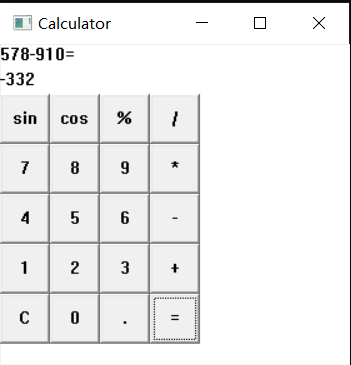 Calculator
578-910=
-332
sin cos % /
7 8 9 *
4 5 6 -
1 2 3 +
C 0 . =